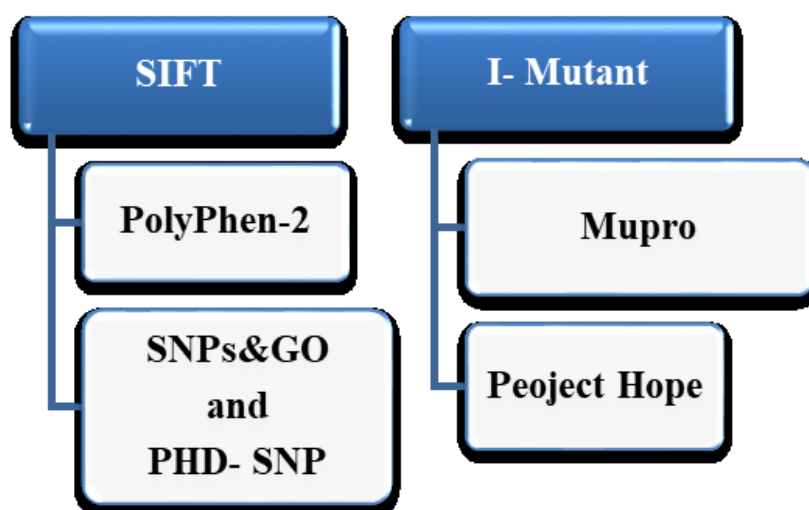 SIFT
PolyPhen-2
SNPs&GO
and
PHD- SNP
I- Mutant
Mupro
Peoject Hope